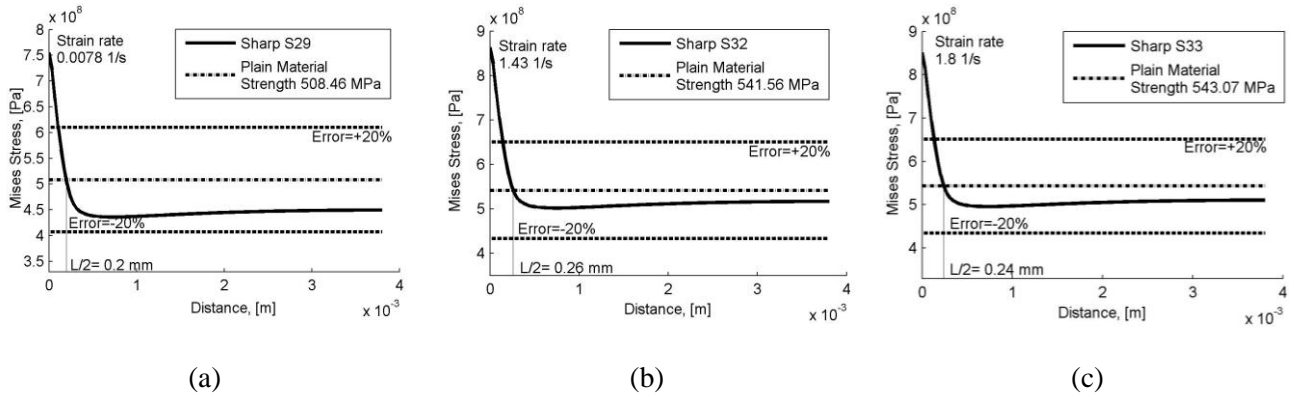 x 10⁸
8
7.5
7
6.5
6
5.5
5
4.5
4
3.5
Mises Stress, [Pa]
Strain rate
0.0078 1/s
Sharp S29
Plain Material
Strength 508.46 MPa
Error=+20%
Error=-20%
L/2= 0.2 mm
0 1 2 3 4
Distance, [m]
x 10⁻³
(a)
x 10⁸
9
8
7
6
5
4
Mises Stress, [Pa]
Strain rate
1.43 1/s
Sharp S32
Plain Material
Strength 541.56 MPa
Error=+20%
Error=-20%
L/2= 0.26 mm
0 1 2 3 4
Distance, [m]
x 10⁻³
(b)
x 10⁸
9
8
7
6
5
4
Mises Stress, [Pa]
Strain rate
1.8 1/s
Sharp S33
Plain Material
Strength 543.07 MPa
Error=+20%
Error=-20%
L/2= 0.24 mm
0 1 2 3 4
Distance, [m]
x 10⁻³
(c)